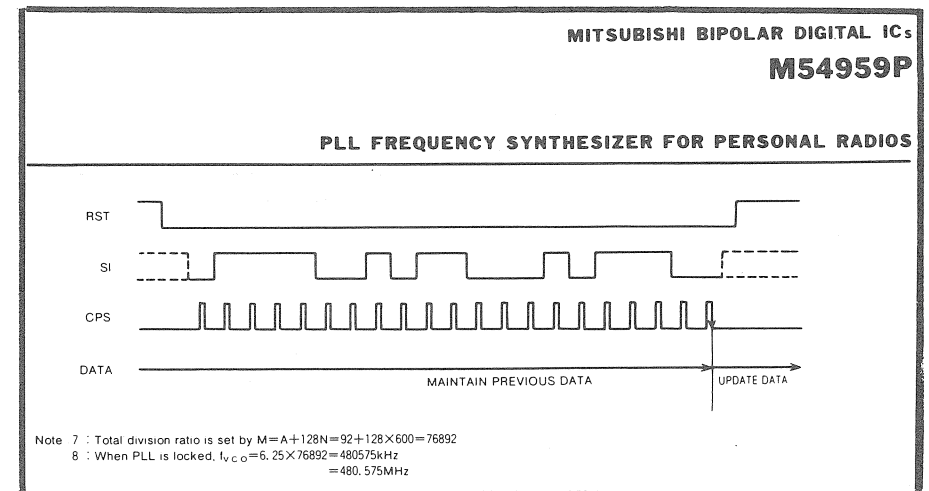 MITSUBISHI BIPOLAR DIGITAL ICs
M54959P
PLL FREQUENCY SYNTHESIZER FOR PERSONAL RADIOS
RST
SI
CPS
DATA
MAINTAIN PREVIOUS DATA
UPDATE DATA
Note 7 : Total division ratio is set by M=A+128N=92+128×600=76892
8 : When PLL is locked, fVCO=6.25×76892=480575kHz
=480.575MHz